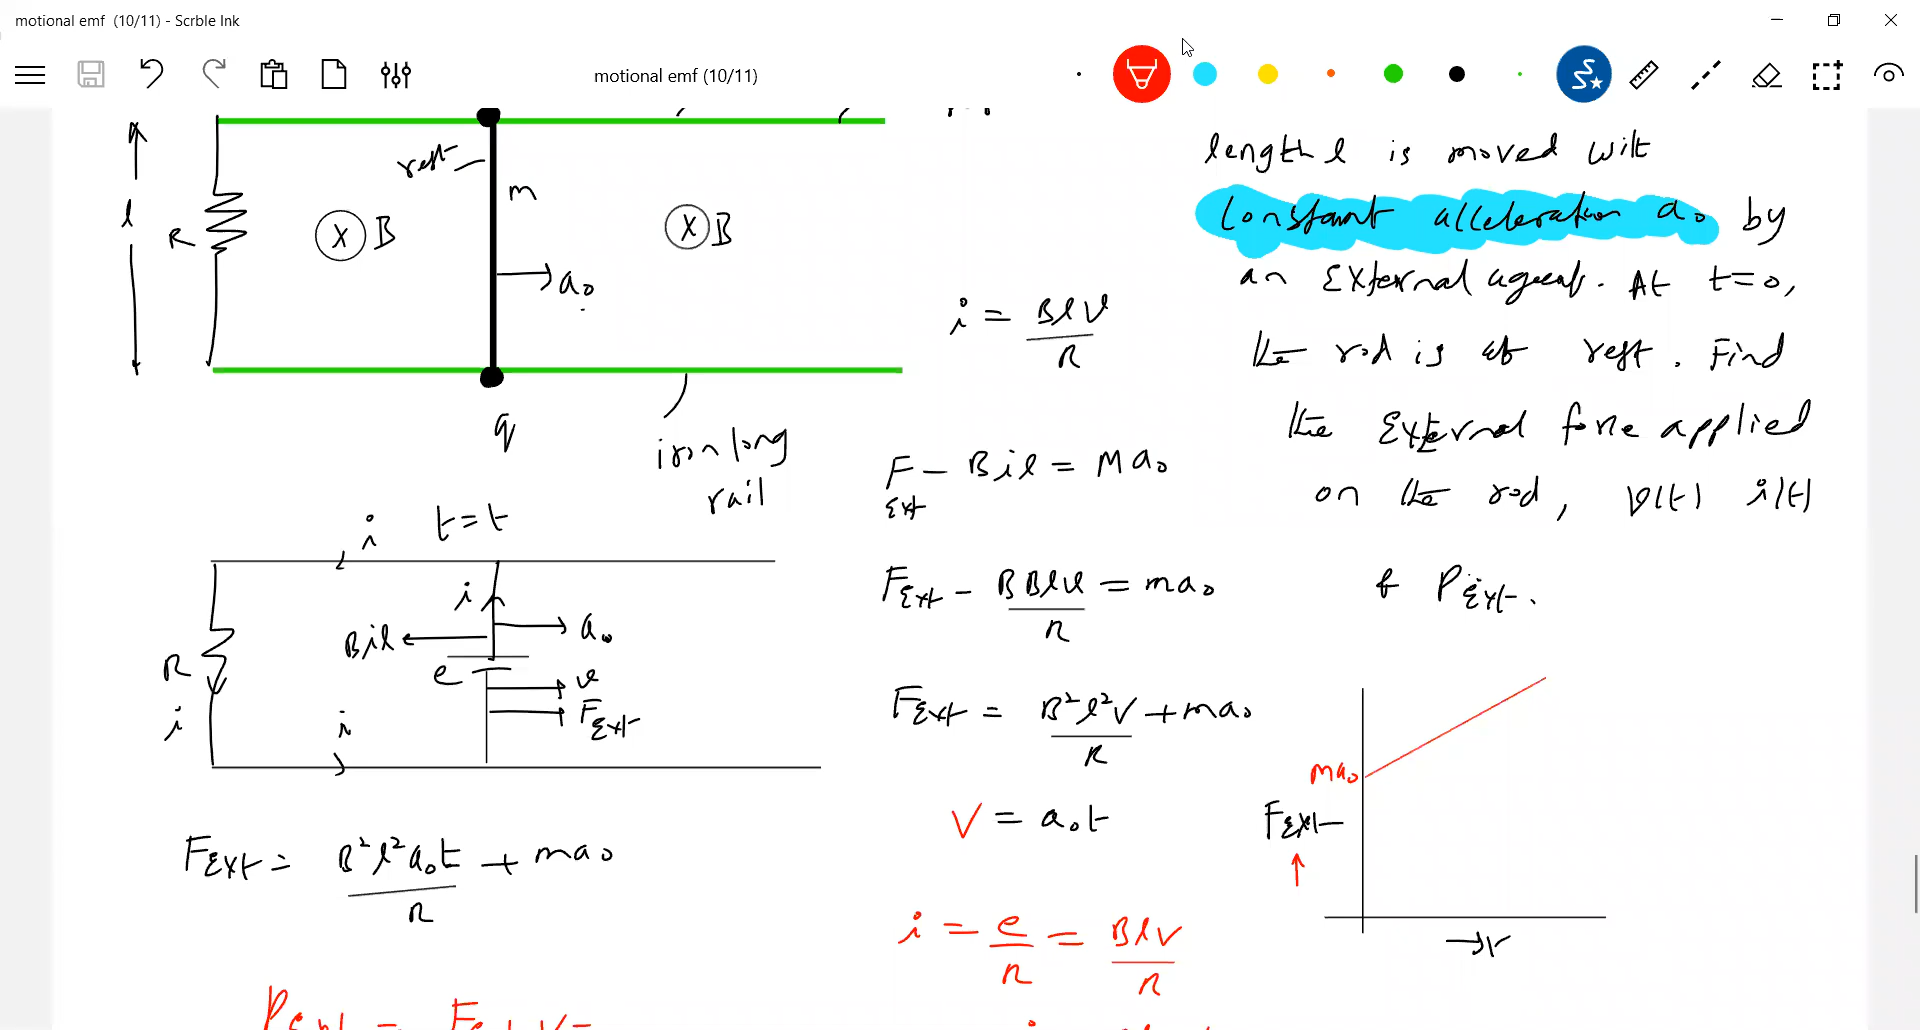 motional emf (10/11) - Scrble Ink
motional emf (10/11)
length l is moved with
constant acceleration a₀ by
an External agent. At t=0,
the rod is at rest. Find
the External force applied
on the rod, v(t) i(t)
& P_Ext.
rest
m
l
R
ⓧ B
ⓧ B
→ a₀
q
iron long
rail
i = Blv/R
F_Ext - Bil = ma₀
F_Ext - B Blv/R = ma₀
F_Ext = B²l²v/R + ma₀
v = a₀t
i = e/R = Blv/R
i t=t
i
Bil
a₀
R
e
v
F_Ext
i
i
F_Ext = B²l²a₀t/R + ma₀
ma₀
F_Ext
↑
→v
P_Ext = F_Ext v =